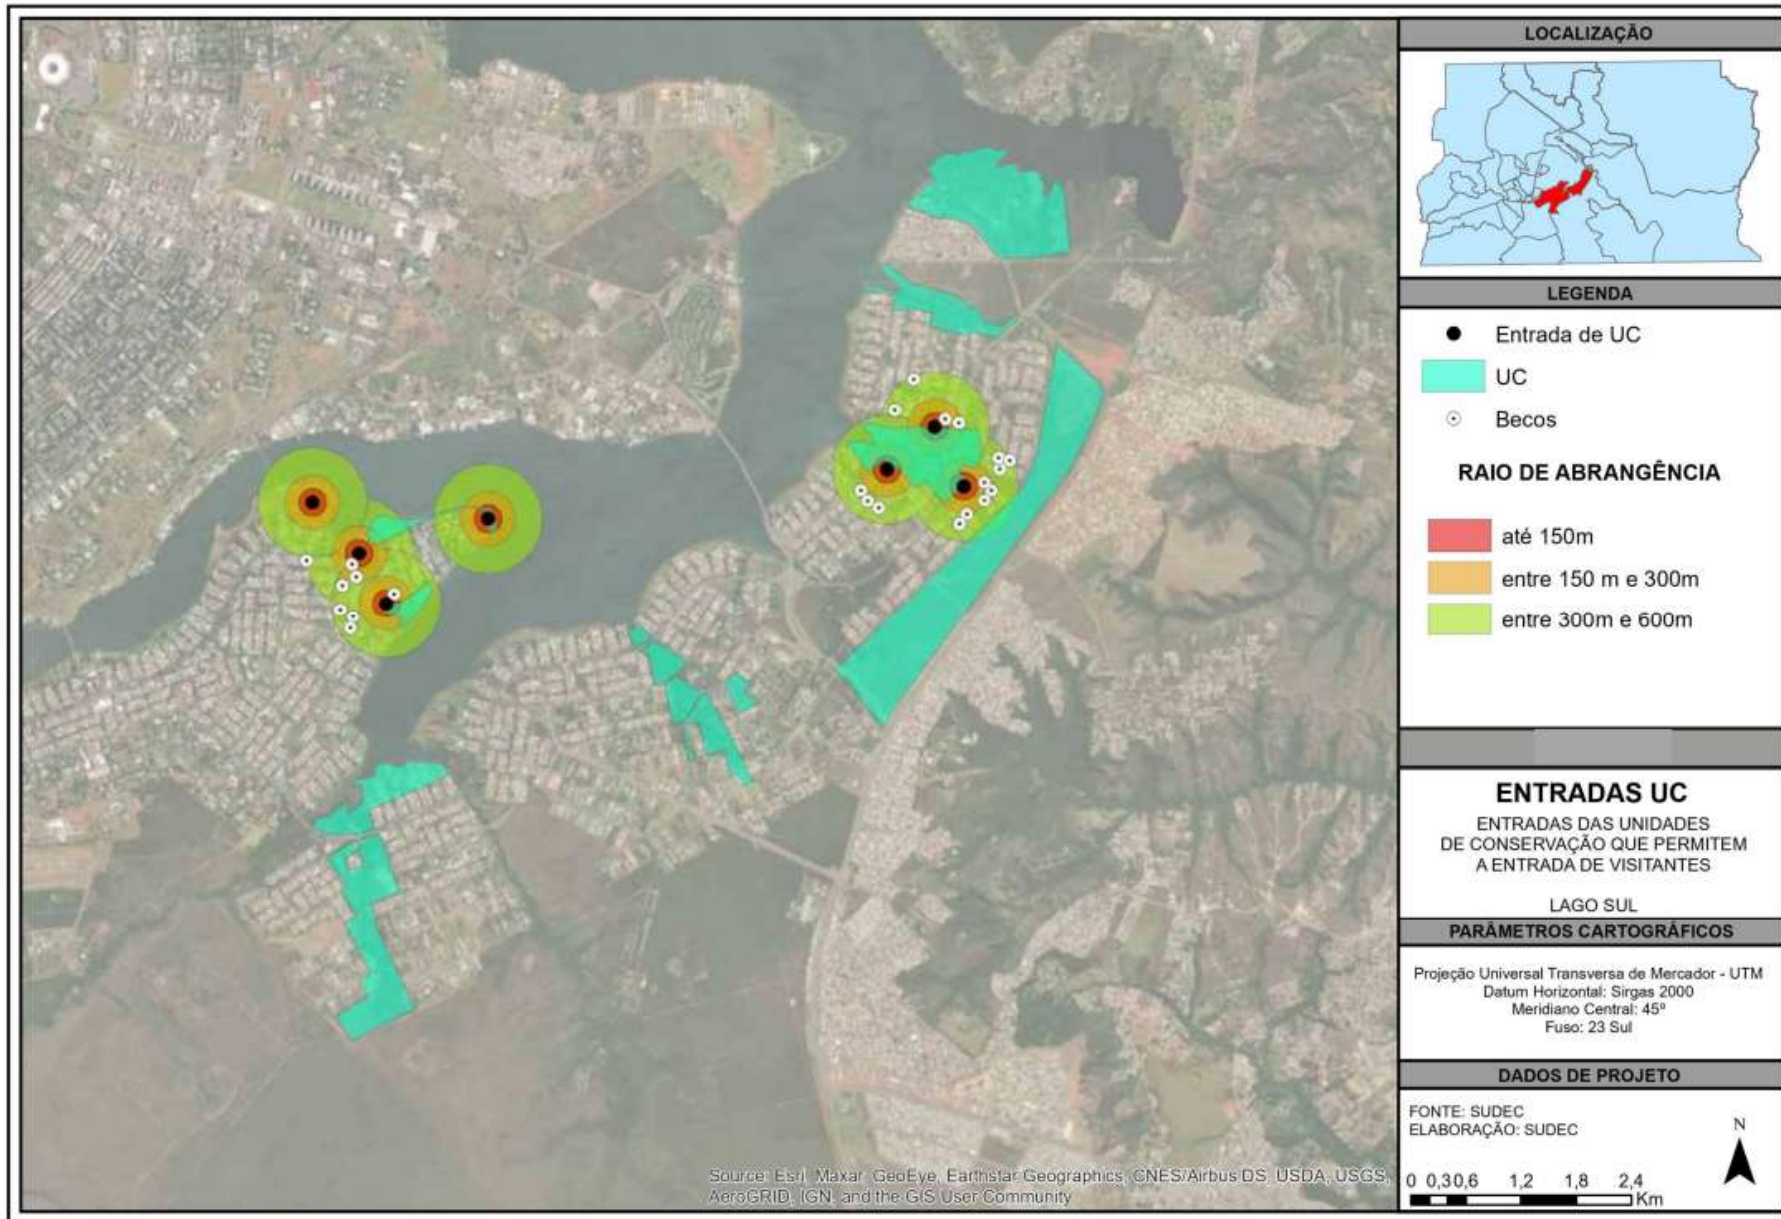 LOCALIZAÇÃO
LEGENDA
Entrada de UC
UC
Becos
RAIO DE ABRANGÊNCIA
até 150m
entre 150 m e 300m
entre 300m e 600m
ENTRADAS UC
ENTRADAS DAS UNIDADES
DE CONSERVAÇÃO QUE PERMITEM
A ENTRADA DE VISITANTES
LAGO SUL
PARÂMETROS CARTOGRÁFICOS
Projeção Universal Transversa de Mercador - UTM
Datum Horizontal: Sirgas 2000
Meridiano Central: 45º
Fuso: 23 Sul
DADOS DE PROJETO
FONTE: SUDEC
ELABORAÇÃO: SUDEC
N
0 0,30,6 1,2 1,8 2,4
Km
Source: Esri, Maxar, GeoEye, Earthstar Geographics, CNES/Airbus DS, USDA, USGS,
AeroGRID, IGN, and the GIS User Community